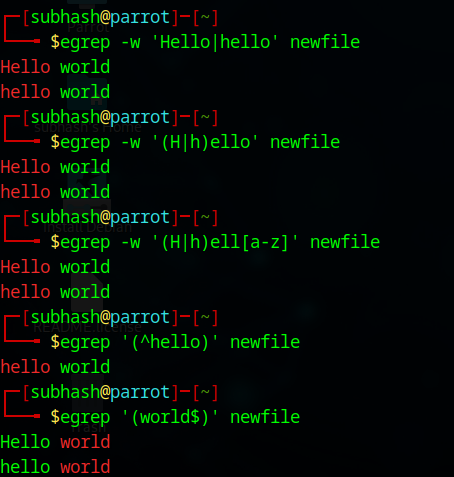 [subhash@parrot]─[~]
$egrep -w 'Hello|hello' newfile
Hello world
hello world
[subhash@parrot]─[~]
$egrep -w '(H|h)ello' newfile
Hello world
hello world
[subhash@parrot]─[~]
$egrep -w '(H|h)ell[a-z]' newfile
Hello world
hello world
[subhash@parrot]─[~]
$egrep '(^hello)' newfile
hello world
[subhash@parrot]─[~]
$egrep '(world$)' newfile
Hello world
hello world